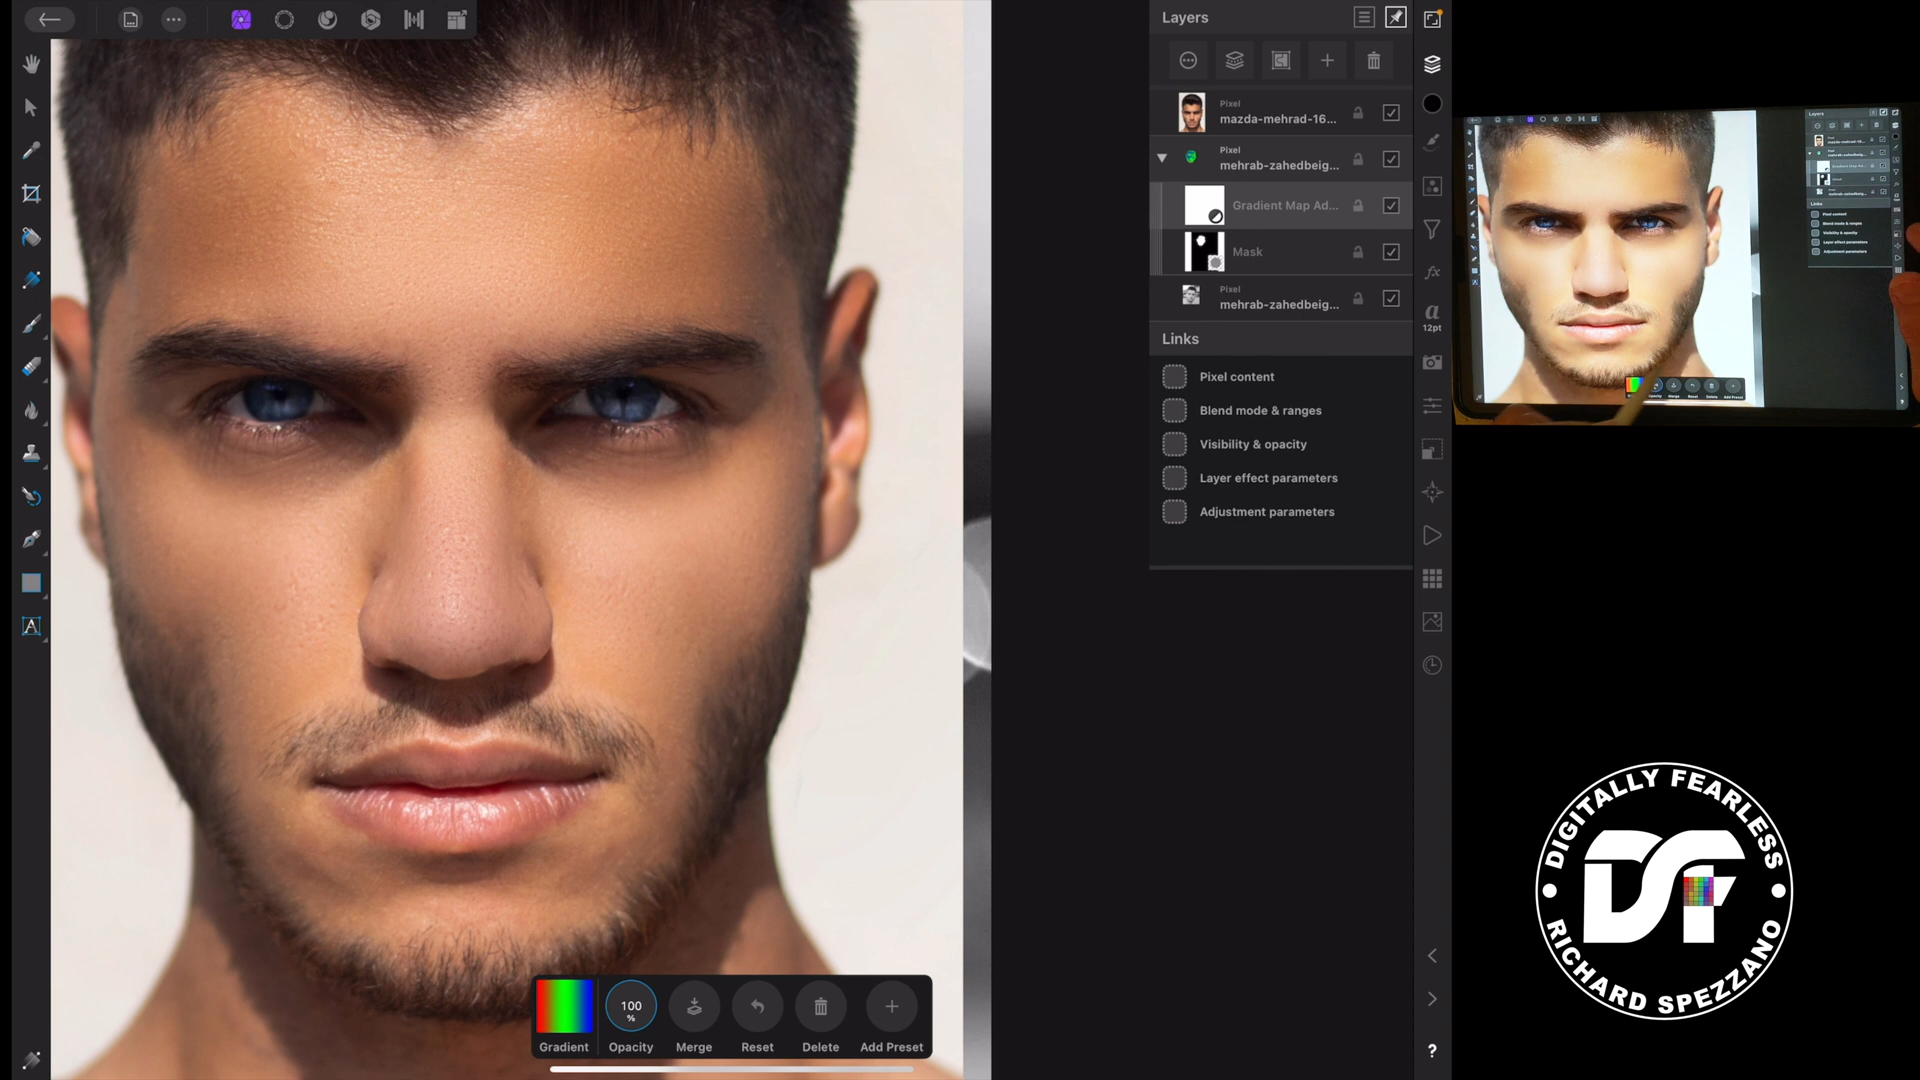 Layers
Pixel
mazda-mehrad-16...
Pixel
mehrab-zahedbeig...
Gradient Map Ad...
Mask
Pixel
mehrab-zahedbeig...
Links
Pixel content
Blend mode & ranges
Visibility & opacity
Layer effect parameters
Adjustment parameters
fx
a
12pt
A
100
%
Gradient
Opacity
Merge
Reset
Delete
Add Preset
?
DIGITALLY FEARLESS
DF
RICHARD SPEZZANO